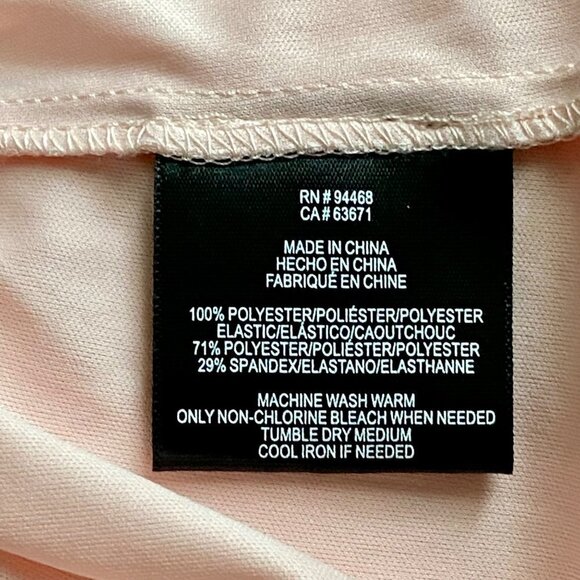 RN # 94468
CA # 63671
MADE IN CHINA
HECHO EN CHINA
FABRIQUÉ EN CHINE
100% POLYESTER/POLIÉSTER/POLYESTER
ELASTIC/ELÁSTICO/CAOUTCHOUC
71% POLYESTER/POLIÉSTER/POLYESTER
29% SPANDEX/ELASTANO/ELASTHANNE
MACHINE WASH WARM
ONLY NON-CHLORINE BLEACH WHEN NEEDED
TUMBLE DRY MEDIUM
COOL IRON IF NEEDED